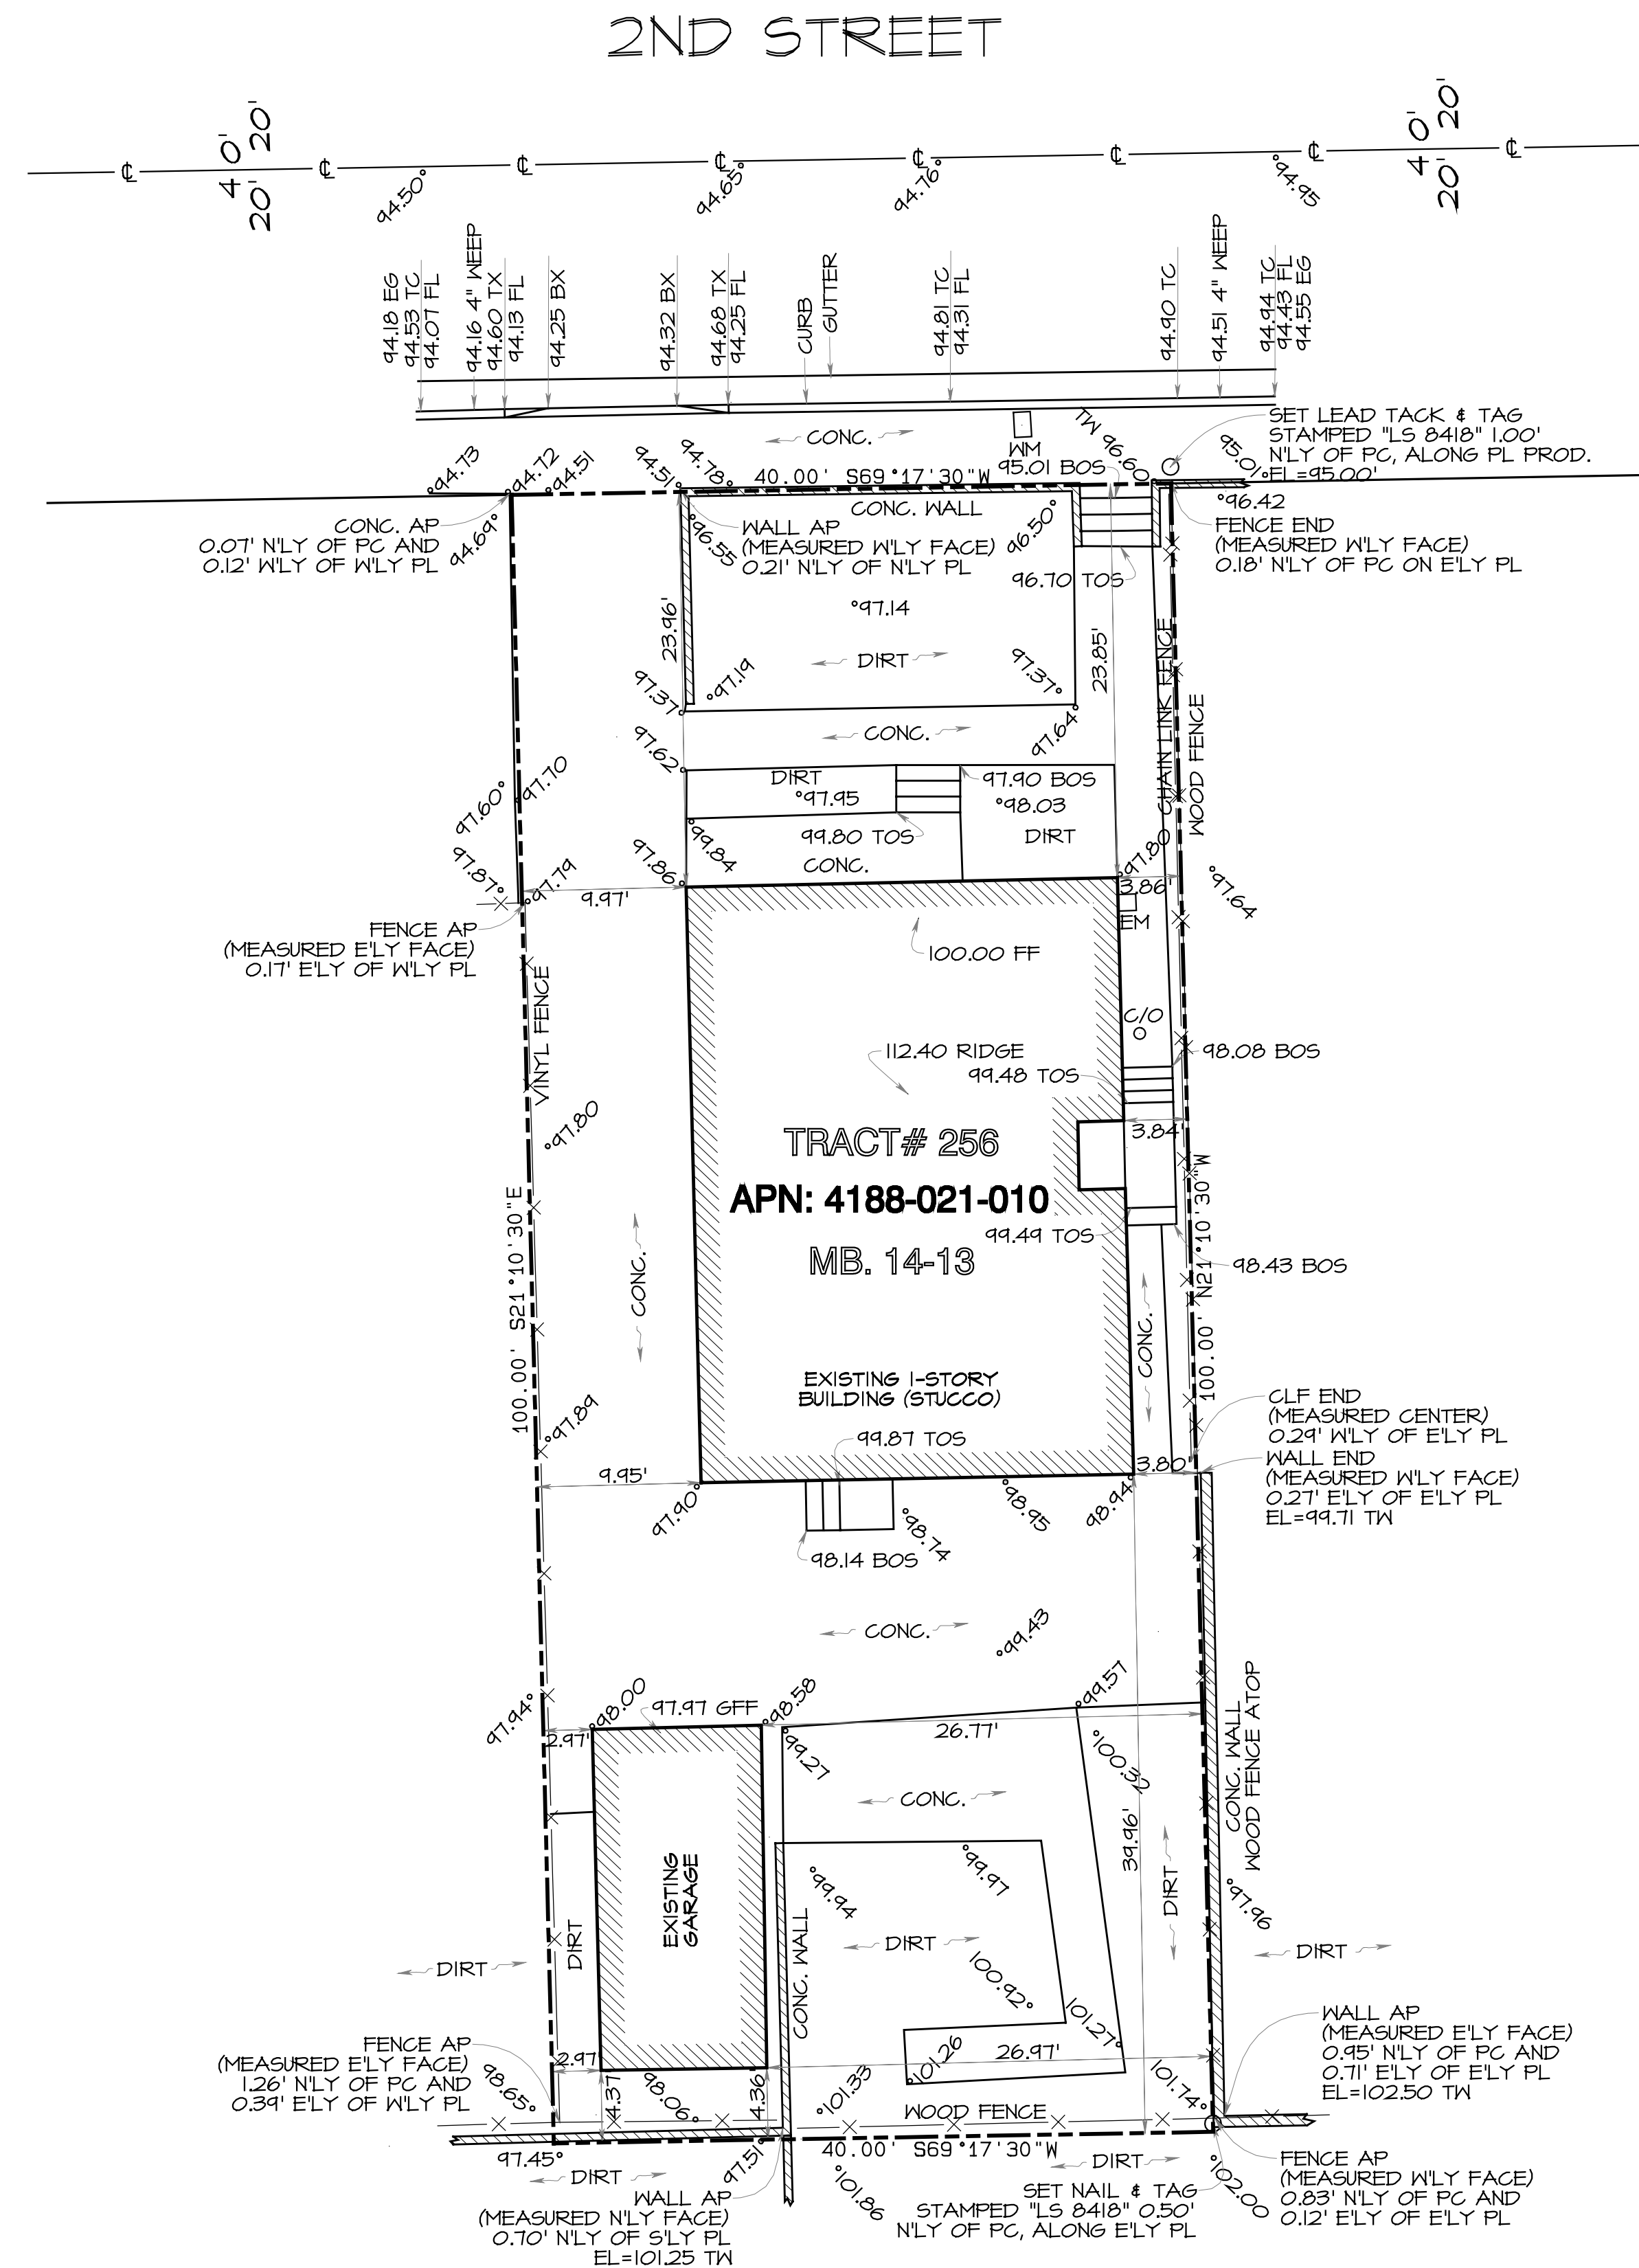 2ND STREET
4 0'
20'
20'
4 0'
20'
20'
94.50
94.65
94.76
94.95
94.18 EG
94.53 TC
94.07 FL
94.16 4" WEEP
94.60 TX
94.13 FL
94.25 BX
94.32 BX
94.68 TX
94.25 FL
CURB
GUTTER
94.81 TC
94.31 FL
94.90 TC
94.51 4" WEEP
94.94 TC
94.43 FL
94.55 EG
CONC.
WM
TW 96.60
SET LEAD TACK & TAG
STAMPED "LS 8418" 1.00'
N'LY OF PC, ALONG PL PROD.
EL=95.00'
95.01
94.73
94.72
94.51
94.51
94.78
40.00' S69°17'30"W
95.01 BOS
96.42
CONC. AP
0.07' N'LY OF PC AND
0.12' W'LY OF W'LY PL
94.69
96.55
CONC. WALL
WALL AP
(MEASURED W'LY FACE)
0.21' N'LY OF N'LY PL
96.50
FENCE END
(MEASURED W'LY FACE)
0.18' N'LY OF PC ON E'LY PL
96.70 TOS
97.14
23.96'
23.85'
DIRT
97.37
97.19
97.37
CHAIN LINK FENCE
WOOD FENCE
97.62
CONC.
97.64
97.60
97.70
DIRT
97.95
97.90 BOS
98.03
DIRT
99.80 TOS
CONC.
99.84
97.86
97.80
97.87
97.79
9.97'
3.86'
97.64
EM
FENCE AP
(MEASURED E'LY FACE)
0.17' E'LY OF W'LY PL
100.00 FF
VINYL FENCE
C/O
112.40 RIDGE
98.08 BOS
99.48 TOS
97.80
3.84'
TRACT# 256
APN: 4188-021-010
MB. 14-13
99.49 TOS
98.43 BOS
100.00' S21°10'30"E
CONC.
CONC.
100.00' N21°10'30"W
EXISTING 1-STORY
BUILDING (STUCCO)
97.89
CLF END
(MEASURED CENTER)
0.29' W'LY OF E'LY PL
WALL END
(MEASURED W'LY FACE)
0.27' E'LY OF E'LY PL
EL=99.71 TW
99.87 TOS
9.95'
3.80'
97.90
98.95
98.94
98.74
98.14 BOS
CONC.
99.43
97.94
98.00
97.97 GFF
98.58
99.57
2.97'
26.77'
99.27
100.32
CONC.
CONC. WALL
WOOD FENCE ATOP
39.96'
EXISTING
GARAGE
99.94
99.97
DIRT
97.96
DIRT
DIRT
CONC. WALL
DIRT
DIRT
100.92
101.27
FENCE AP
(MEASURED E'LY FACE)
1.26' N'LY OF PC AND
0.39' E'LY OF W'LY PL
98.65
2.97'
4.37'
98.06
4.36'
101.33
101.26
26.97'
101.74
WOOD FENCE
WALL AP
(MEASURED E'LY FACE)
0.95' N'LY OF PC AND
0.71' E'LY OF E'LY PL
EL=102.50 TW
97.45
97.51
40.00' S69°17'30"W
DIRT
DIRT
101.86
102.00
WALL AP
(MEASURED N'LY FACE)
0.70' N'LY OF S'LY PL
EL=101.25 TW
SET NAIL & TAG
STAMPED "LS 8418" 0.50'
N'LY OF PC, ALONG E'LY PL
FENCE AP
(MEASURED W'LY FACE)
0.83' N'LY OF PC AND
0.12' E'LY OF E'LY PL